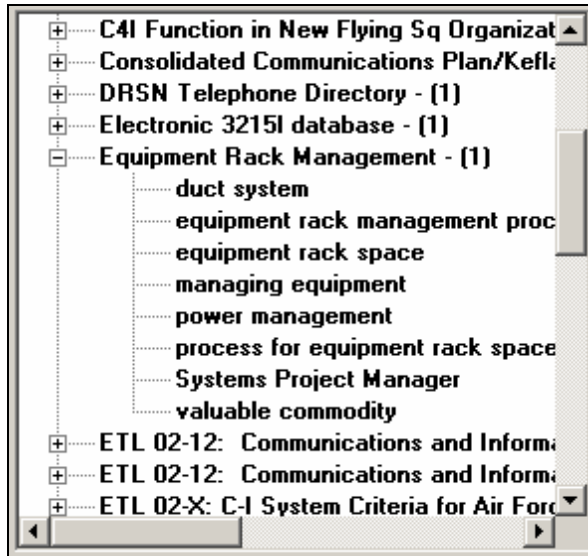 C4I Function in New Flying Sq Organizat
Consolidated Communications Plan/Kefla
DRSN Telephone Directory - (1)
Electronic 3215I database - (1)
Equipment Rack Management - (1)
duct system
equipment rack management proc
equipment rack space
managing equipment
power management
process for equipment rack space
Systems Project Manager
valuable commodity
ETL 02-12:  Communications and Informa
ETL 02-12:  Communications and Informa
ETL 02-X: C-I System Criteria for Air Forc